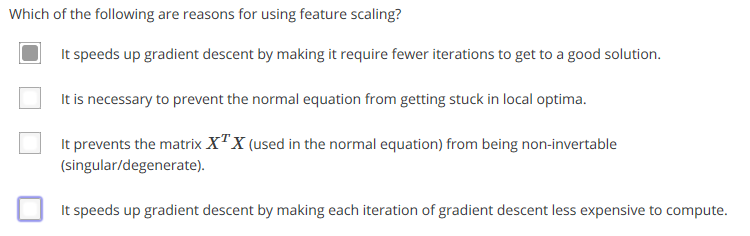 Which of the following are reasons for using feature scaling?
It speeds up gradient descent by making it require fewer iterations to get to a good solution.
It is necessary to prevent the normal equation from getting stuck in local optima.
It prevents the matrix XᵀX (used in the normal equation) from being non-invertable
(singular/degenerate).
It speeds up gradient descent by making each iteration of gradient descent less expensive to compute.